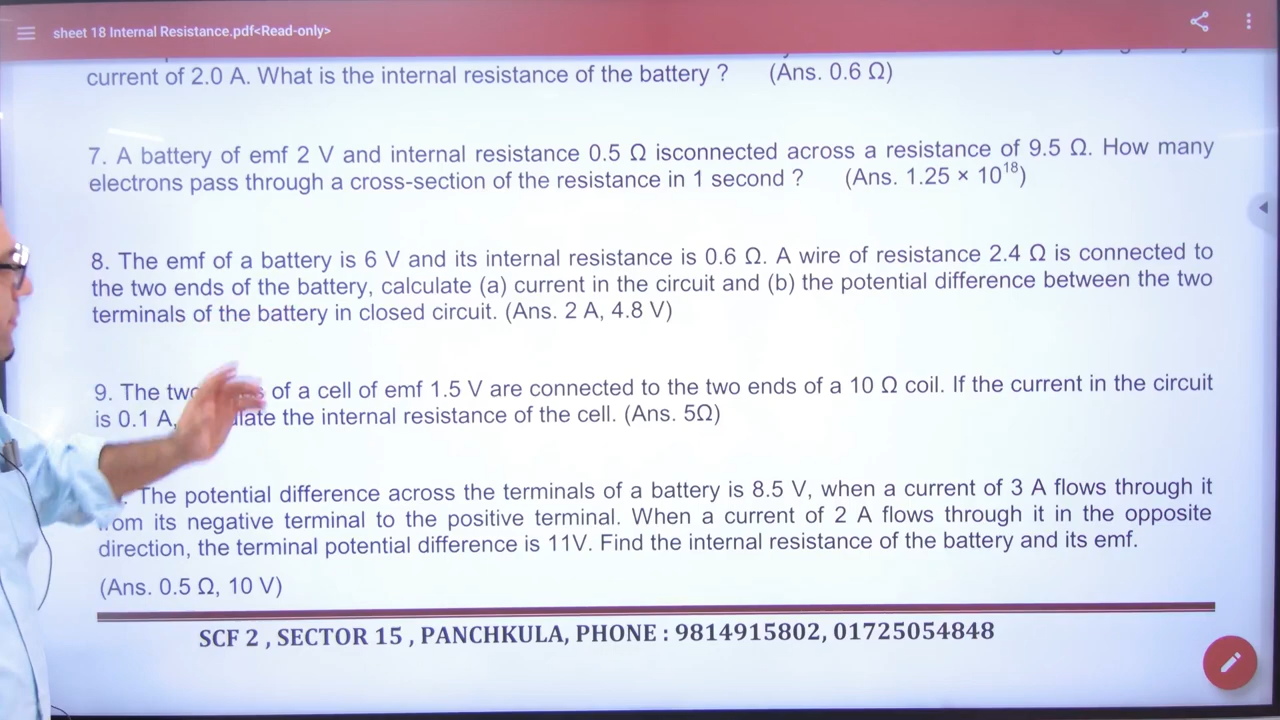 sheet 18 Internal Resistance.pdf<Read-only>
current of 2.0 A. What is the internal resistance of the battery ? (Ans. 0.6 Ω)
7. A battery of emf 2 V and internal resistance 0.5 Ω isconnected across a resistance of 9.5 Ω. How many
electrons pass through a cross-section of the resistance in 1 second ? (Ans. 1.25 × 10¹⁸)
8. The emf of a battery is 6 V and its internal resistance is 0.6 Ω. A wire of resistance 2.4 Ω is connected to
the two ends of the battery, calculate (a) current in the circuit and (b) the potential difference between the two
terminals of the battery in closed circuit. (Ans. 2 A, 4.8 V)
9. The of a cell of emf 1.5 V are connected to the two ends of a 10 Ω coil. If the current in the circuit
is 0.1 A, the internal resistance of the cell. (Ans. 5Ω)
The potential difference across the terminals of a battery is 8.5 V, when a current of 3 A flows through it
its negative terminal to the positive terminal. When a current of 2 A flows through it in the opposite
direction, the terminal potential difference is 11V. Find the internal resistance of the battery and its emf.
(Ans. 0.5 Ω, 10 V)
SCF 2 , SECTOR 15 , PANCHKULA, PHONE : 9814915802, 01725054848